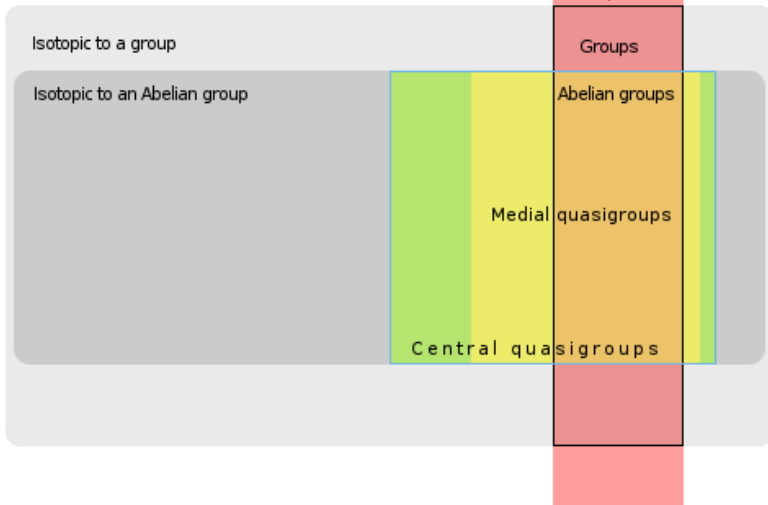 Isotopic to a group
Groups
Isotopic to an Abelian group
Abelian groups
Medial quasigroups
Central quasigroups